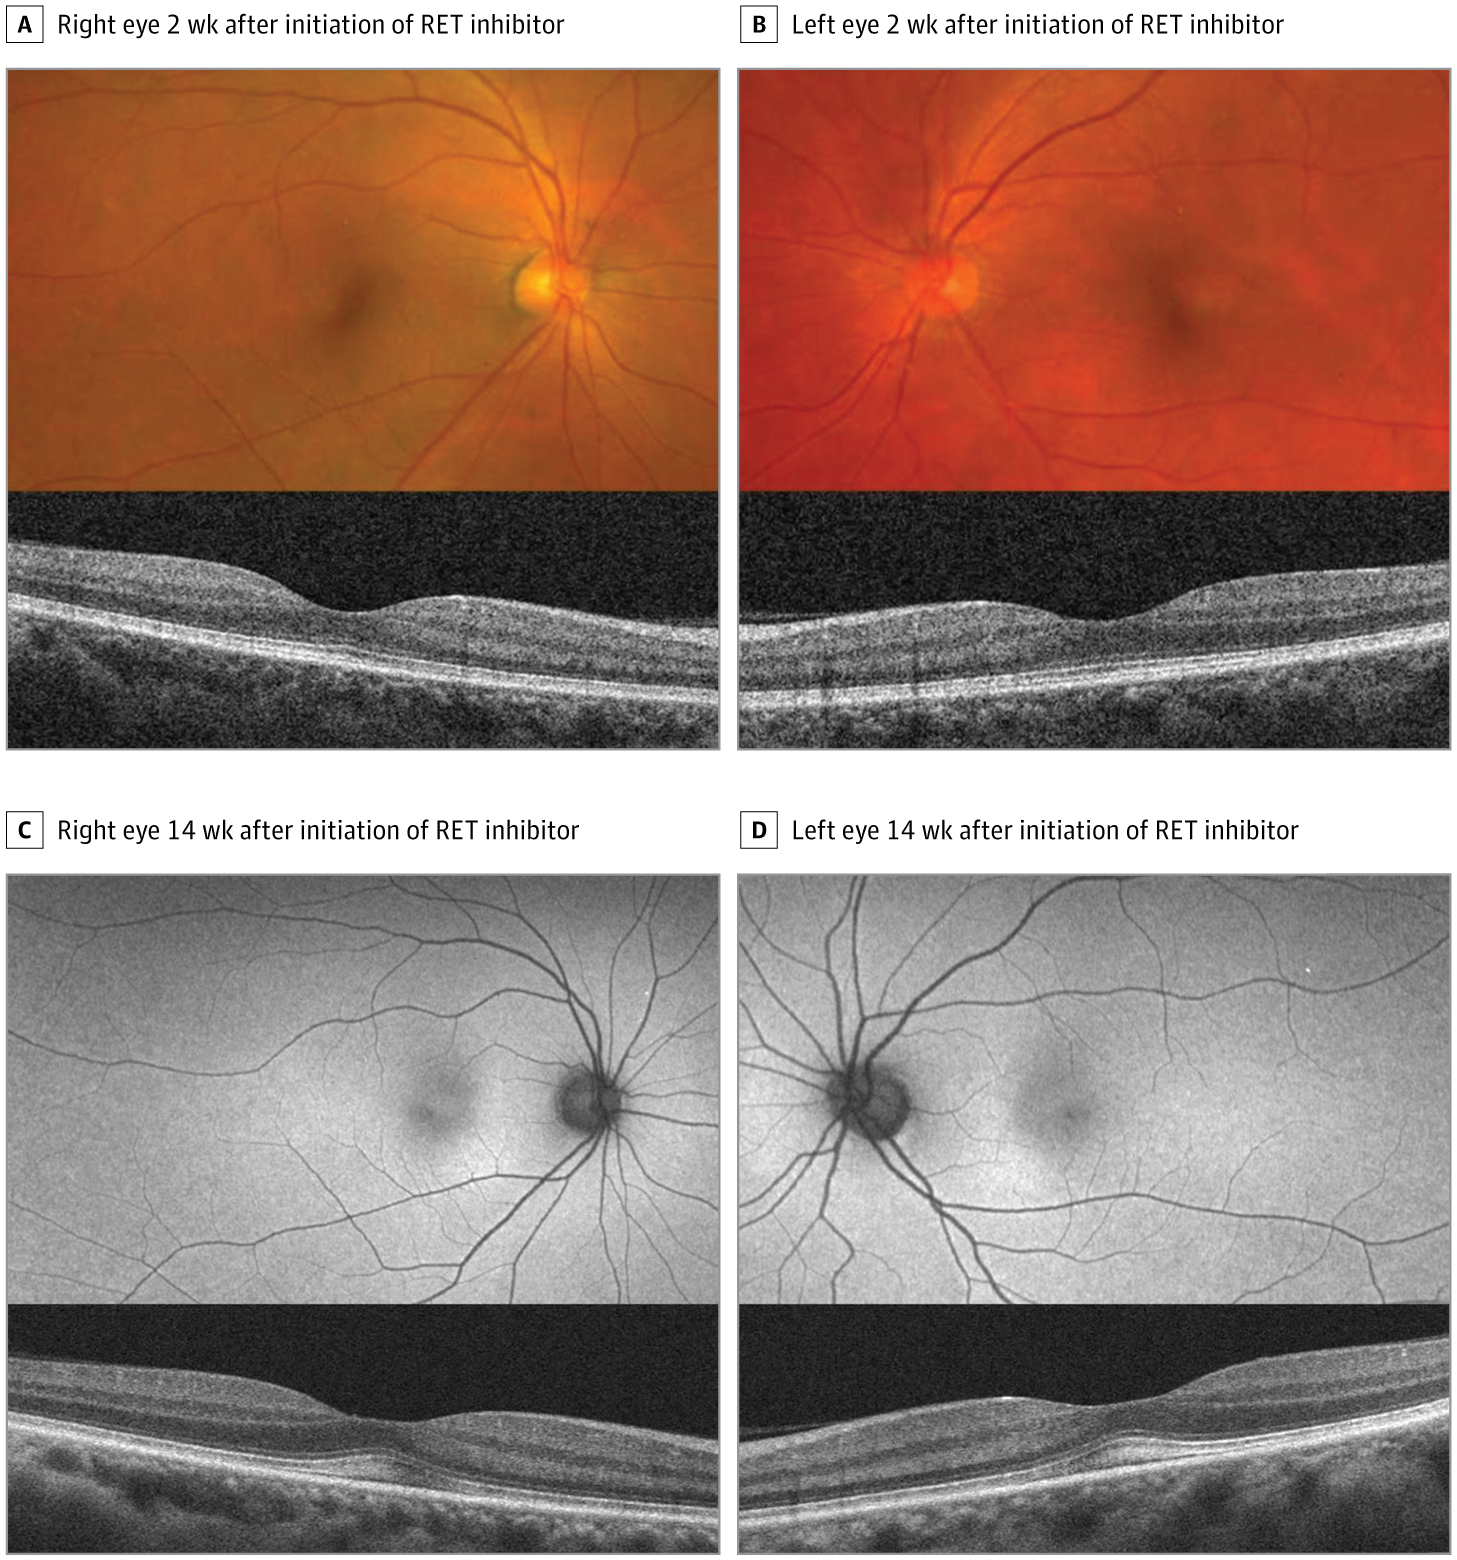 A Right eye 2 wk after initiation of RET inhibitor
B Left eye 2 wk after initiation of RET inhibitor
C Right eye 14 wk after initiation of RET inhibitor
D Left eye 14 wk after initiation of RET inhibitor